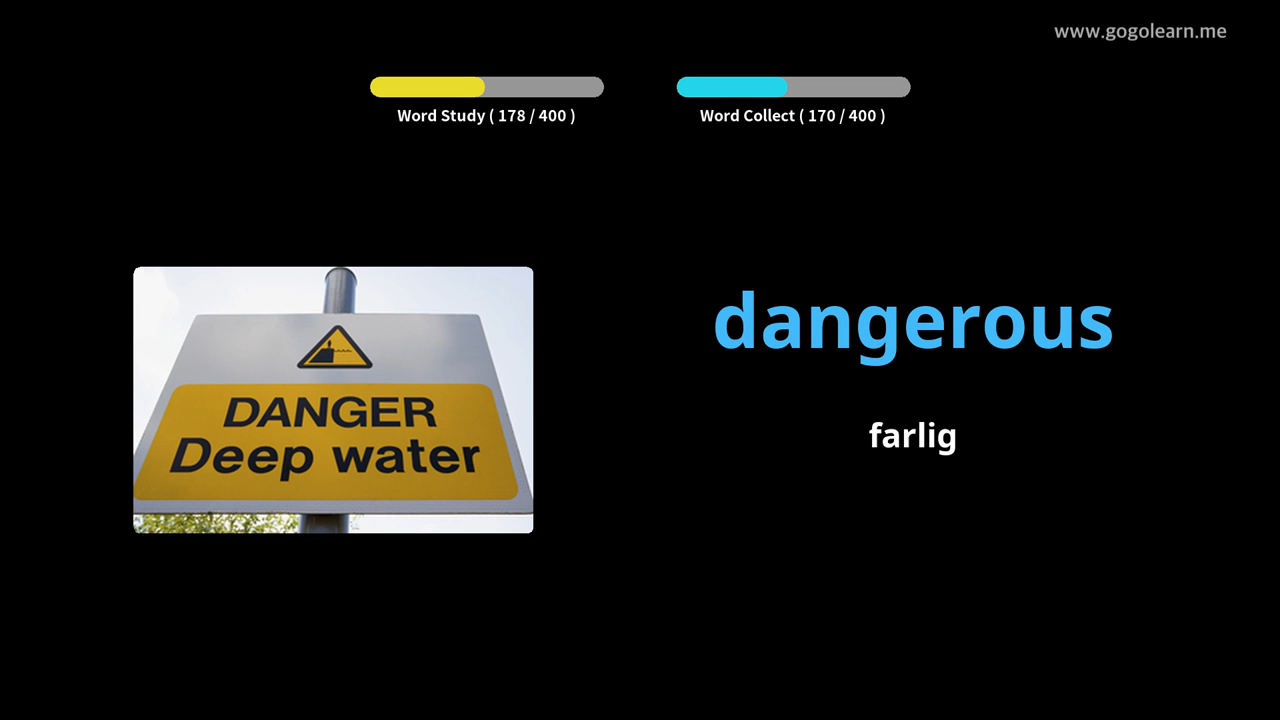 www.gogolearn.me
Word Study ( 178 / 400 )
Word Collect ( 170 / 400 )
DANGER
Deep water
dangerous
farlig